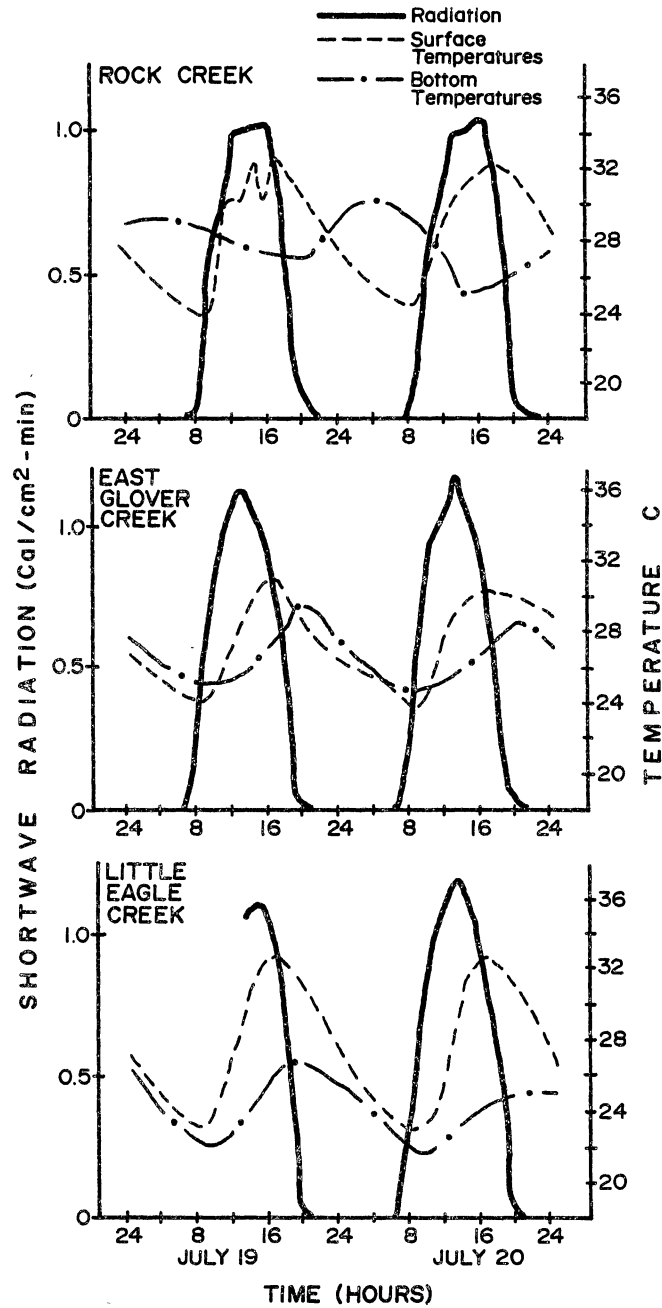 Radiation
Surface
Temperatures
Bottom
Temperatures
ROCK CREEK
1.0
0.5
0
36
32
28
24
20
24 8 16 24 8 16 24
EAST
GLOVER
CREEK
1.0
0.5
0
36
32
28
24
20
24 8 16 24 8 16 24
LITTLE
EAGLE
CREEK
1.0
0.5
0
36
32
28
24
20
24 8 16 24 8 16 24
JULY 19 JULY 20
TIME (HOURS)
SHORTWAVE RADIATION (Cal/cm²-min)
TEMPERATURE C